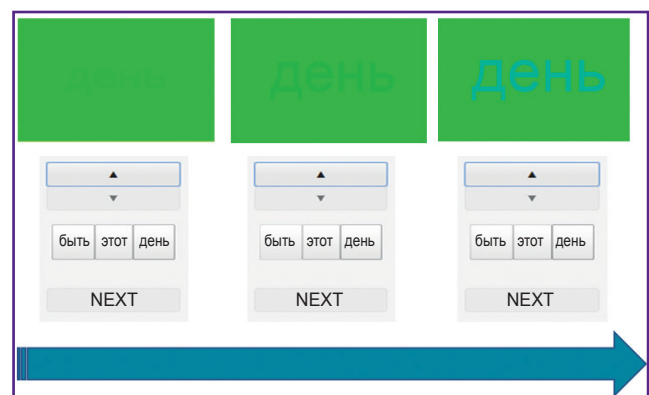 день день день
▲ ▲ ▲
▼ ▼ ▼
быть этот день быть этот день быть этот день
NEXT NEXT NEXT